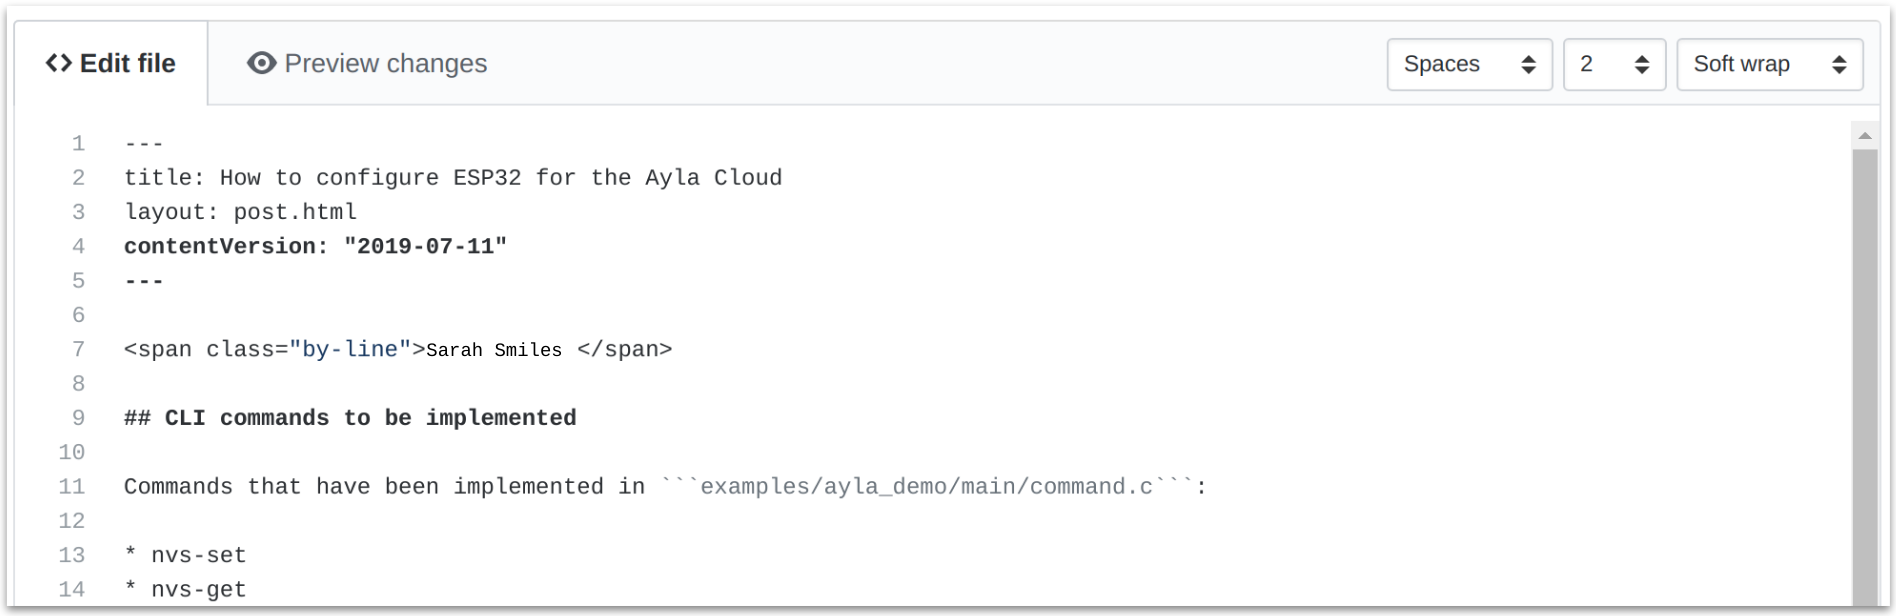 <> Edit file Preview changes Spaces 2 Soft wrap
1 ---
2 title: How to configure ESP32 for the Ayla Cloud
3 layout: post.html
4 contentVersion: "2019-07-11"
5 ---
6
7 <span class="by-line">Sarah Smiles </span>
8
9 ## CLI commands to be implemented
10
11 Commands that have been implemented in ```examples/ayla_demo/main/command.c```:
12
13 * nvs-set
14 * nvs-get